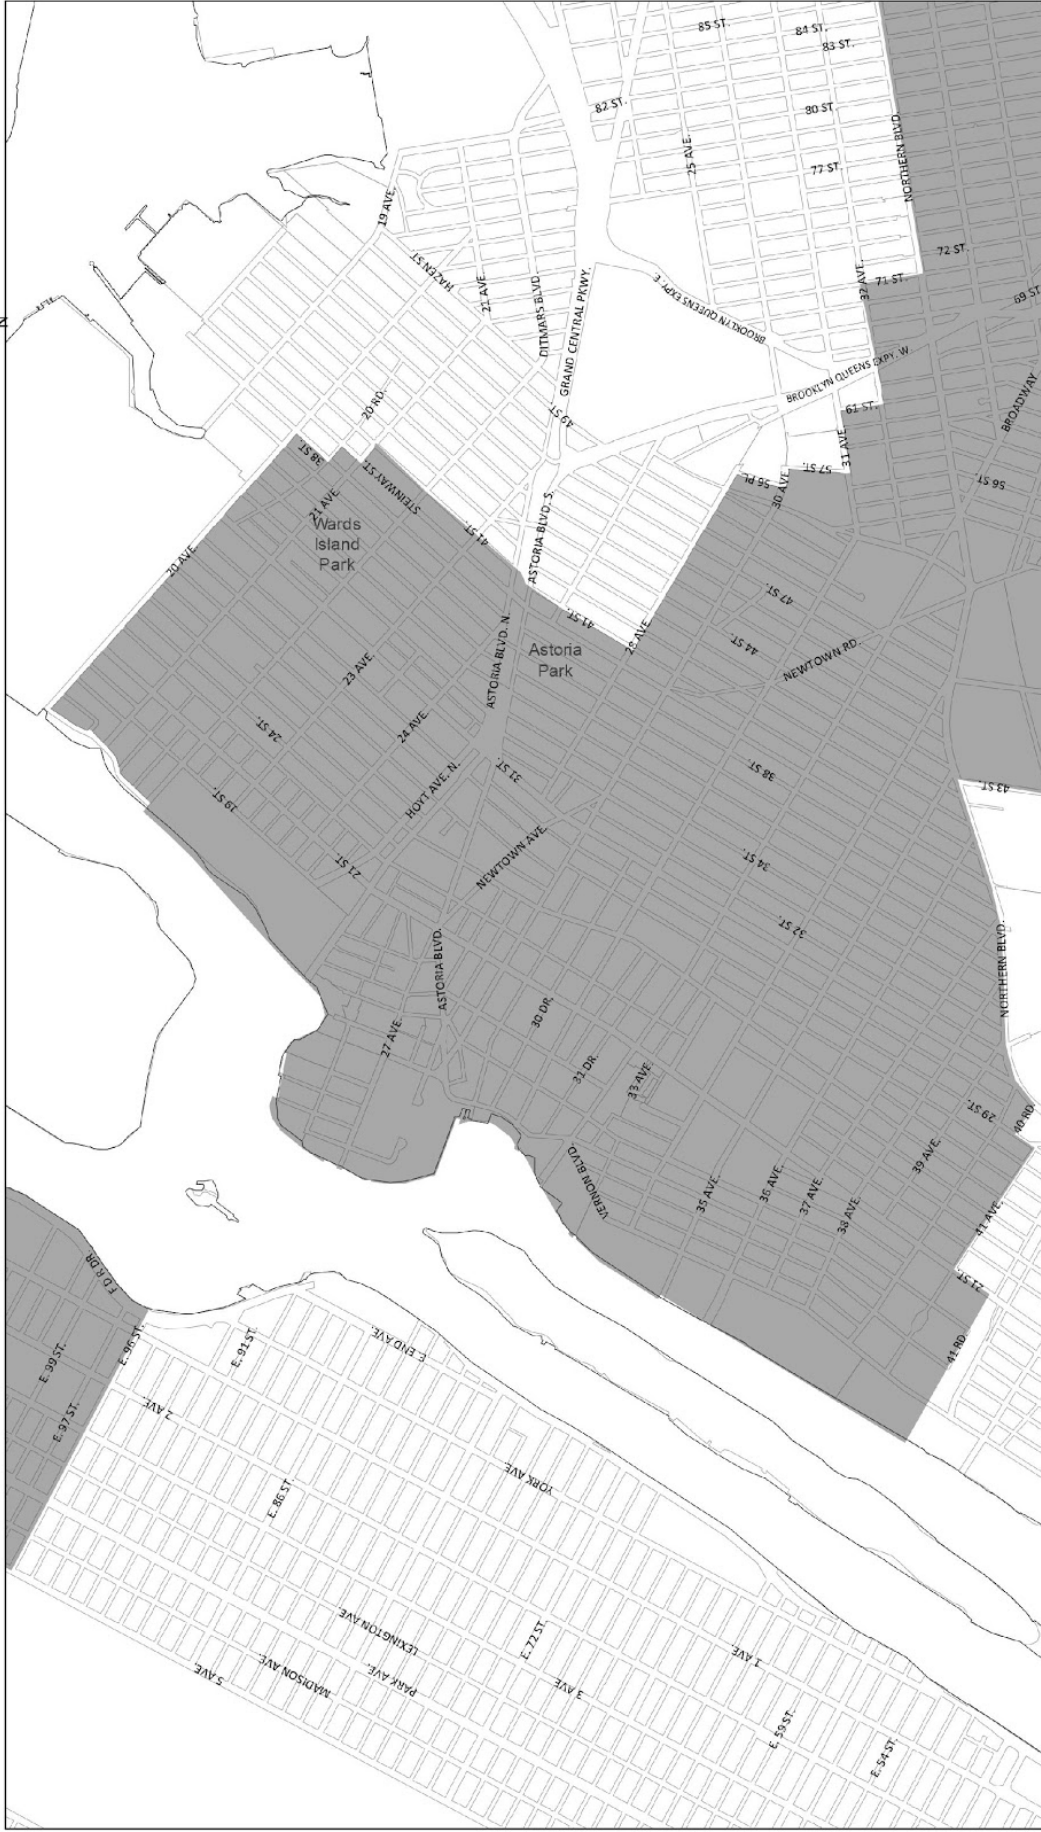 85 ST.
84 ST.
83 ST.
82 ST.
80 ST.
25 AVE.
77 ST.
NORTHERN BLVD.
19 AVE.
72 ST.
HAZEN ST
21 AVE.
DITMARS BLVD.
GRAND CENTRAL PKWY.
BROOKLYN QUEENS EXPY. E
32 AVE.
71 ST.
69 ST.
N
20 RD.
49 ST
BROOKLYN QUEENS EXPY. W
61 ST.
BROADWAY
38 ST.
STEINWAY ST.
21 AVE.
31 AVE
57 ST.
56 PL
30 AVE
56 ST.
Wards
Island
Park
41 ST.
ASTORIA BLVD. S.
20 AVE.
47 ST.
41 ST.
28 AVE
44 ST.
NEWTOWN RD.
Astoria
Park
ASTORIA BLVD. N.
23 AVE.
24 ST.
24 AVE.
31 ST.
38 ST.
43 ST.
HOYT AVE. N.
19 ST.
21 ST.
NEWTOWN AVE.
34 ST.
32 ST.
ASTORIA BLVD.
NORTHERN BLVD.
30 DR.
27 AVE.
31 DR.
33 AVE.
29 ST.
40 RD.
39 AVE.
VERNON BLVD.
35 AVE.
36 AVE.
37 AVE.
38 AVE.
41 AVE.
21 ST.
F D R DR
E. 96 ST.
E. 91 ST.
E. 99 ST.
E END AVE.
41 RD.
E. 97 ST.
2 AVE.
YORK AVE.
E. 86 ST.
LEXINGTON AVE.
E. 72 ST.
1 AVE
5 AVE.
MADISON AVE.
PARK AVE.
3 AVE
E. 59 ST.
E. 54 ST.